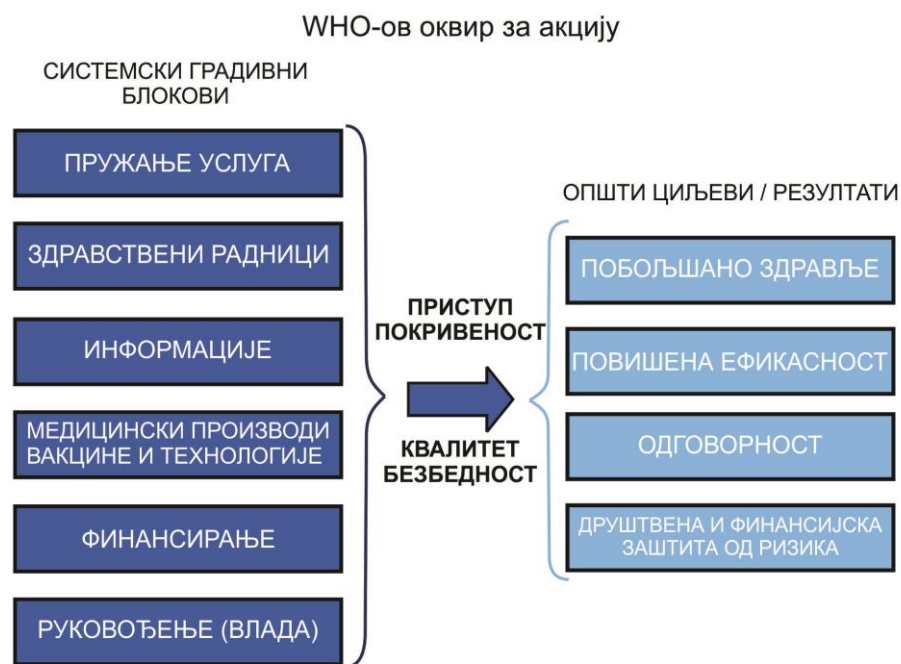 WHO-ов оквир за акцију
СИСТЕМСКИ ГРАДИВНИ
БЛОКОВИ
ПРУЖАЊЕ УСЛУГА
ЗДРАВСТВЕНИ РАДНИЦИ
ИНФОРМАЦИЈЕ
МЕДИЦИНСКИ ПРОИЗВОДИ
ВАКЦИНЕ И ТЕХНОЛОГИЈЕ
ФИНАНСИРАЊЕ
РУКОВОЂЕЊЕ (ВЛАДА)
ПРИСТУП
ПОКРИВЕНОСТ
КВАЛИТЕТ
БЕЗБЕДНОСТ
ОПШТИ ЦИЉЕВИ / РЕЗУЛТАТИ
ПОБОЉШАНО ЗДРАВЉЕ
ПОВИШЕНА ЕФИКАСНОСТ
ОДГОВОРНОСТ
ДРУШТВЕНА И ФИНАНСИЈСКА
ЗАШТИТА ОД РИЗИКА